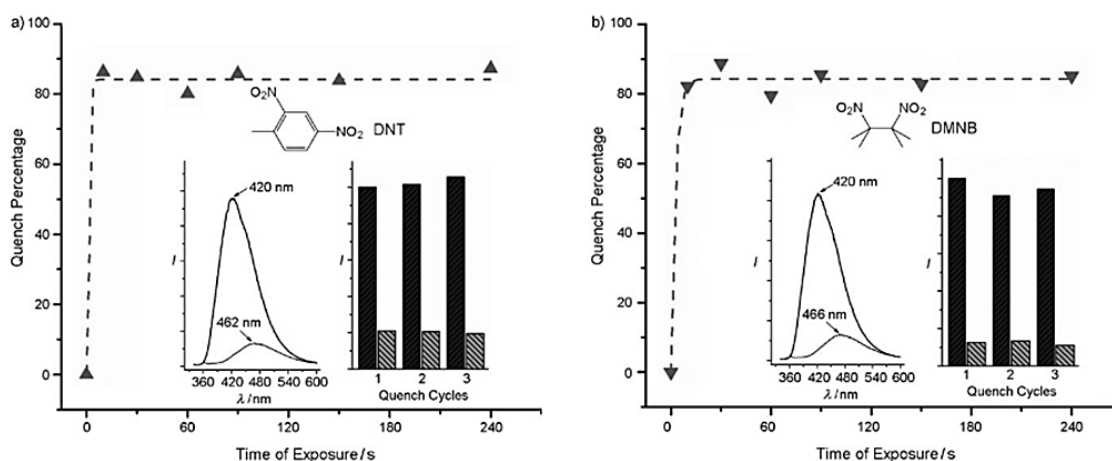 a)
100
80
60
40
20
0
Quench Percentage
0 60 120 180 240
Time of Exposure/s
O₂N
NO₂ DNT
420 nm
462 nm
I
360 420 480 540 600
λ/nm
I
1 2 3
Quench Cycles
b)
100
80
60
40
20
0
Quench Percentage
0 60 120 180 240
Time of Exposure/s
O₂N NO₂
DMNB
420 nm
466 nm
I
360 420 480 540 600
λ/nm
I
1 2 3
Quench Cycles